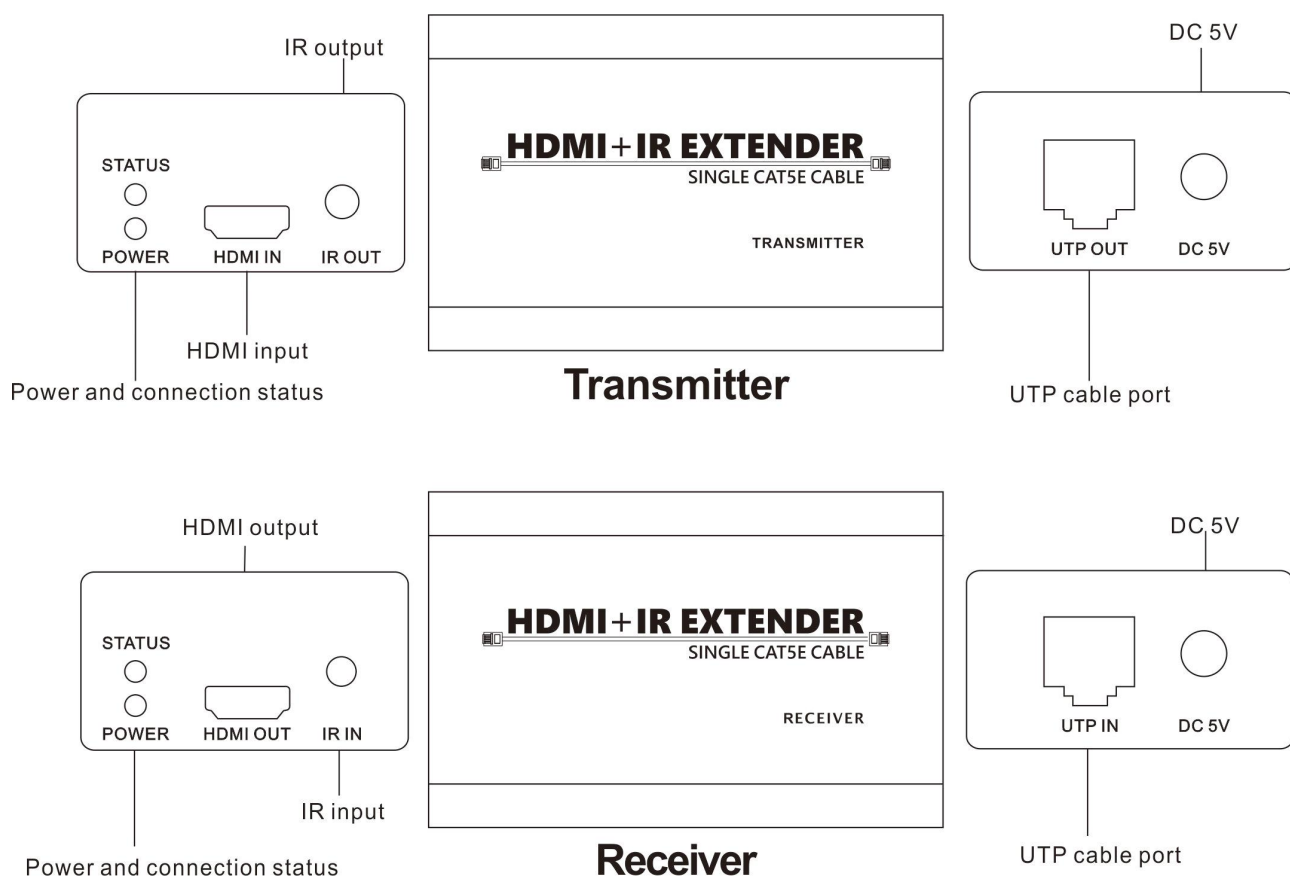 IR output
STATUS
POWER
HDMI IN
IR OUT
HDMI input
Power and connection status
HDMI+IR EXTENDER
SINGLE CAT5E CABLE
TRANSMITTER
Transmitter
DC 5V
UTP OUT
DC 5V
UTP cable port
HDMI output
STATUS
POWER
HDMI OUT
IR IN
IR input
Power and connection status
HDMI+IR EXTENDER
SINGLE CAT5E CABLE
RECEIVER
Receiver
DC 5V
UTP IN
DC 5V
UTP cable port